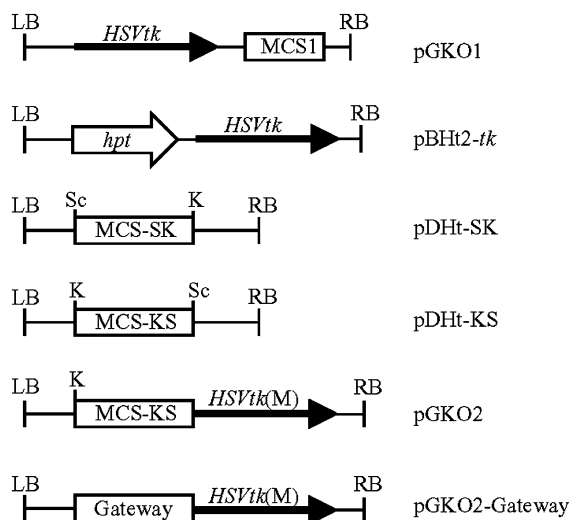 LB HSVtk MCS1 RB pGKO1
LB hpt HSVtk RB pBHt2-tk
LB Sc MCS-SK K RB pDHt-SK
LB K MCS-KS Sc RB pDHt-KS
LB K MCS-KS HSVtk(M) RB pGKO2
LB Gateway HSVtk(M) RB pGKO2-Gateway